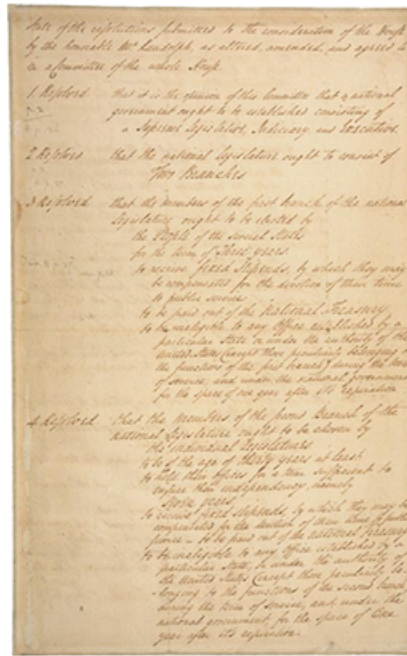 State of the resolutions submitted to the consideration of the House
by the honorable Mr. Randolph, as altered, amended, and agreed to
in a Committee of the whole House.
1 Resolved that it is the opinion of this Committee that a national
government ought to be established consisting of
a Supreme Legislative, Judiciary, and Executive.
2 Resolved that the national Legislature ought to consist of
Two Branches
3 Resolved that the members of the first branch of the national
Legislature ought to be elected by
the People of the several States
for the term of Three years
to receive fixed stipends, by which they may
be compensated for the devotion of their time
to public service
to be paid out of the National Treasury
to be ineligible to any Office established by a
particular State or under the authority of the
United States (except those peculiarly belonging to
the functions of the first branch) during the term
of service, and under the national government
for the space of one year after its expiration
4 Resolved that the members of the second Branch of the
national Legislature ought to be chosen by
the individual Legislatures
to be of the age of thirty years at least
to hold their offices for a term sufficient to
ensure their independency, namely
seven years
to receive fixed stipends, by which they may be
compensated for the devotion of their time to public
service – to be paid out of the National Treasury
to be ineligible to any Office established by a
particular State, or under the authority of
the United States (except those peculiarly be-
longing to the functions of the second branch)
during the term of service, and under the
national government, for the space of One
year after its expiration.